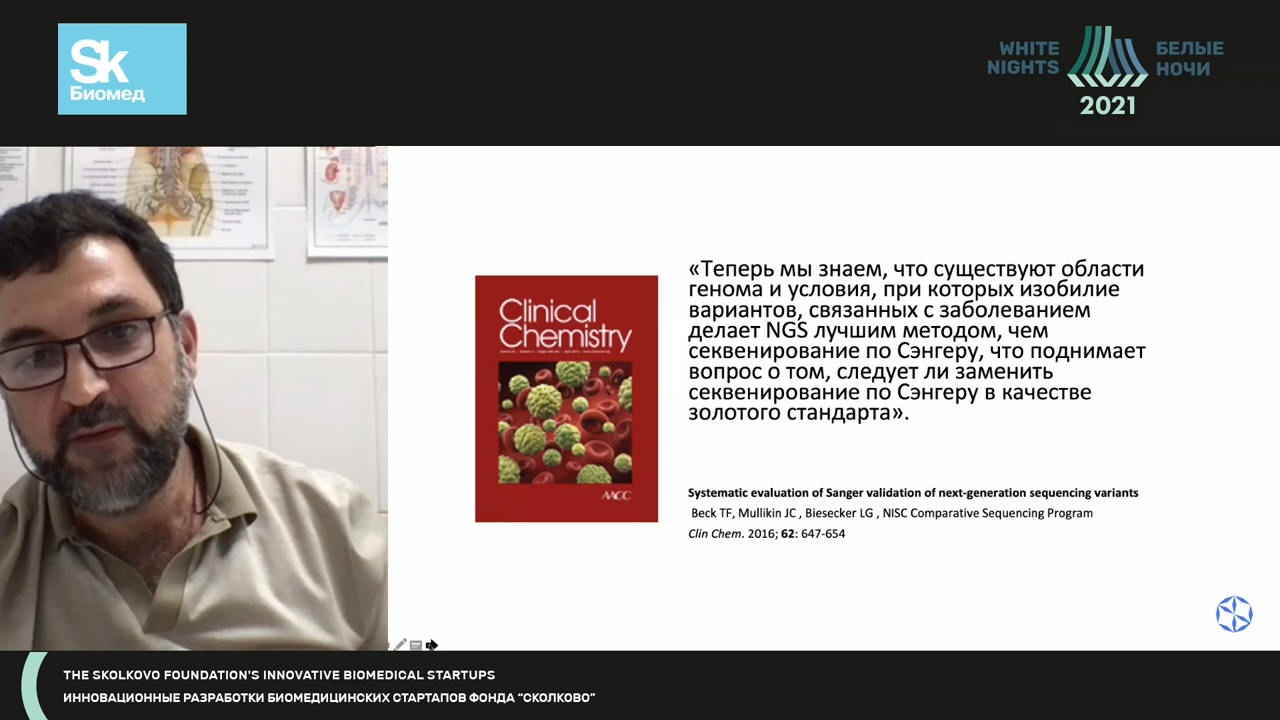 Sk
Биомед
WHITE
NIGHTS
БЕЛЫЕ
НОЧИ
2021
Clinical
Chemistry
AACC
«Теперь мы знаем, что существуют области
генома и условия, при которых изобилие
вариантов, связанных с заболеванием
делает NGS лучшим методом, чем
секвенирование по Сэнгеру, что поднимает
вопрос о том, следует ли заменить
секвенирование по Сэнгеру в качестве
золотого стандарта».
Systematic evaluation of Sanger validation of next-generation sequencing variants
Beck TF, Mullikin JC , Biesecker LG , NISC Comparative Sequencing Program
Clin Chem. 2016; 62: 647-654
THE SKOLKOVO FOUNDATION'S INNOVATIVE BIOMEDICAL STARTUPS
ИННОВАЦИОННЫЕ РАЗРАБОТКИ БИОМЕДИЦИНСКИХ СТАРТАПОВ ФОНДА "СКОЛКОВО"